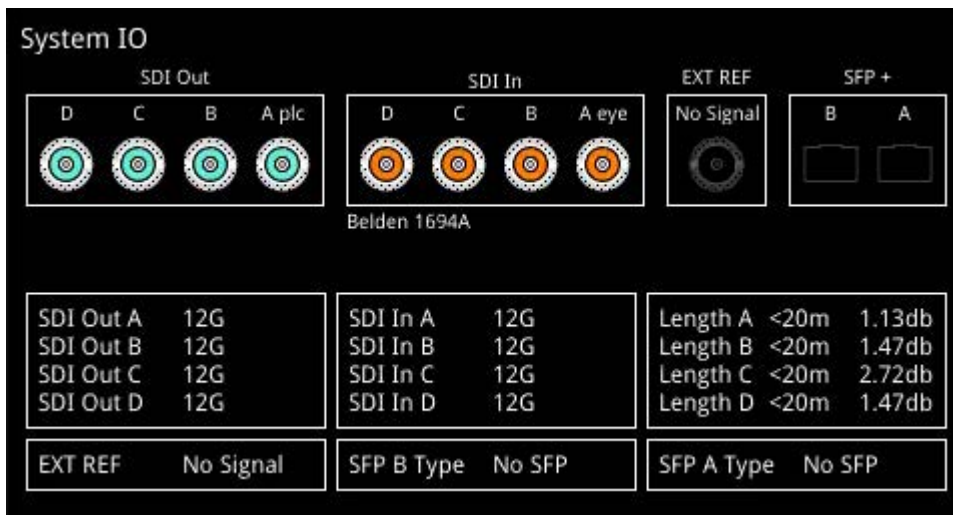 System IO
SDI Out
SDI In
EXT REF
SFP +
D C B A plc
D C B A eye
No Signal
B A
Belden 1694A
SDI Out A 12G
SDI Out B 12G
SDI Out C 12G
SDI Out D 12G
SDI In A 12G
SDI In B 12G
SDI In C 12G
SDI In D 12G
Length A <20m 1.13db
Length B <20m 1.47db
Length C <20m 2.72db
Length D <20m 1.47db
EXT REF No Signal
SFP B Type No SFP
SFP A Type No SFP